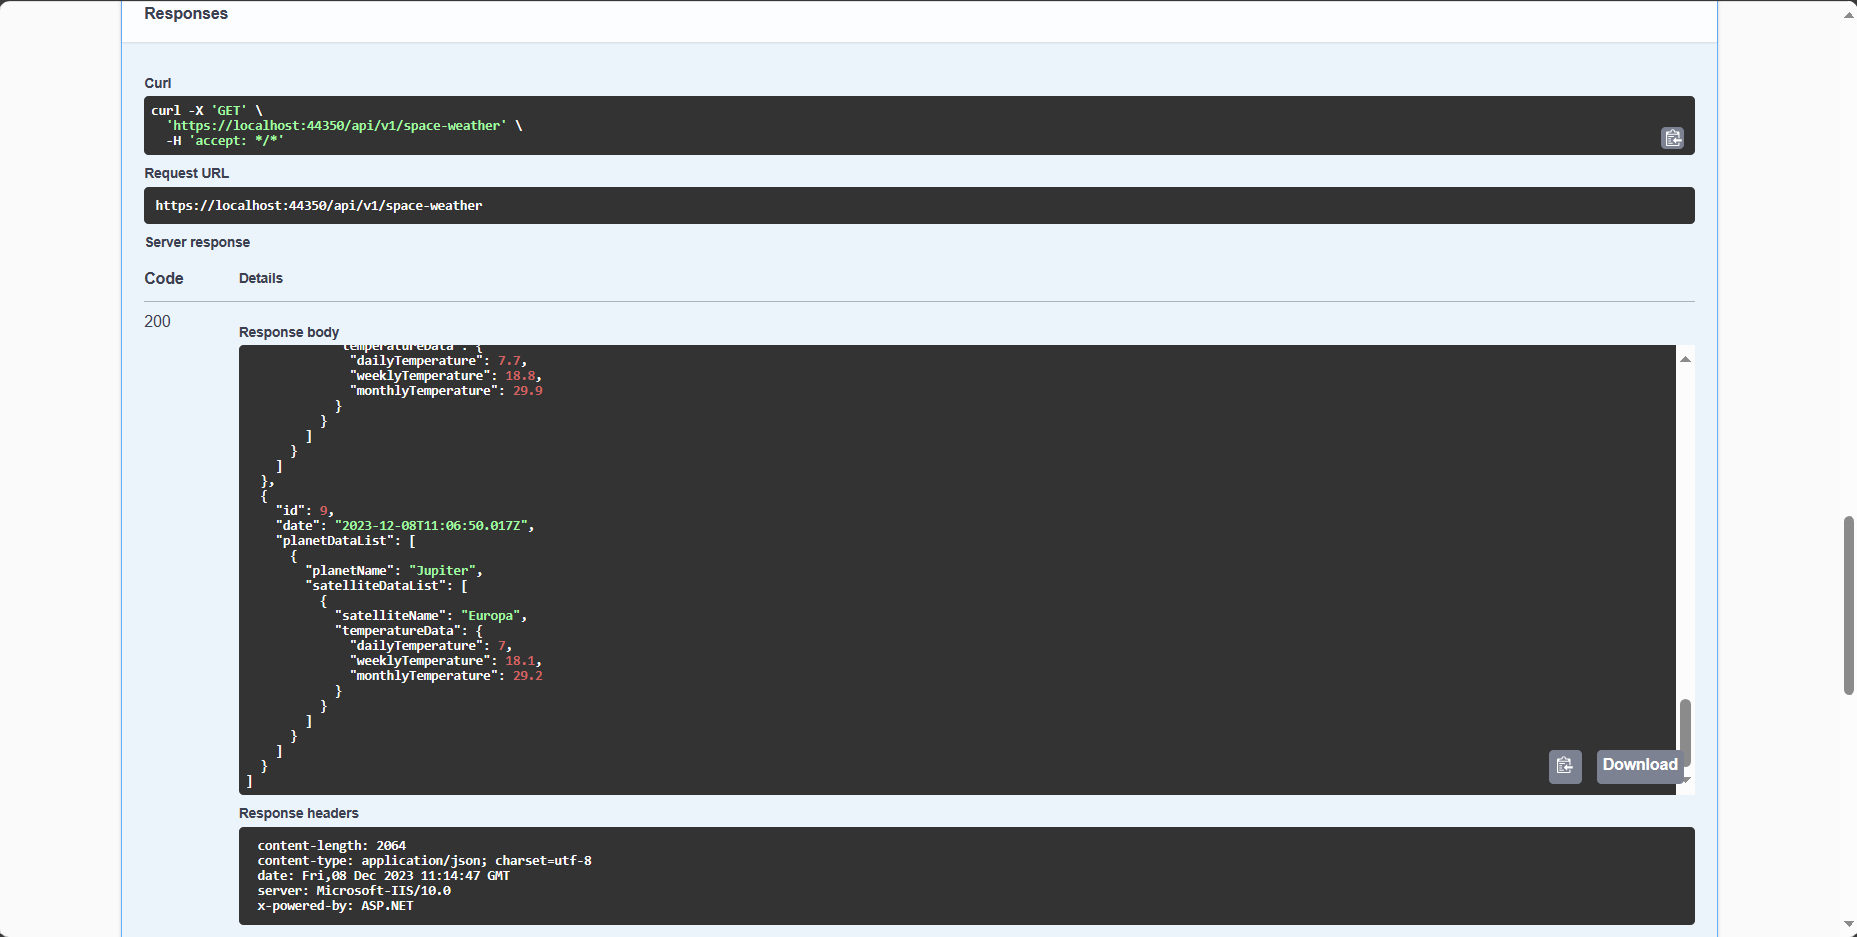 Responses
Curl
curl -X 'GET' \
  'https://localhost:44350/api/v1/space-weather' \
  -H 'accept: */*'
Request URL
https://localhost:44350/api/v1/space-weather
Server response
Code Details
200
Response body
"temperatureData": {
"dailyTemperature": 7.7,
"weeklyTemperature": 18.8,
"monthlyTemperature": 29.9
}
}
]
}
]
},
{
"id": 9,
"date": "2023-12-08T11:06:50.017Z",
"planetDataList": [
{
"planetName": "Jupiter",
"satelliteDataList": [
{
"satelliteName": "Europa",
"temperatureData": {
"dailyTemperature": 7,
"weeklyTemperature": 18.1,
"monthlyTemperature": 29.2
}
}
]
}
]
}
]
Download
Response headers
content-length: 2064
content-type: application/json; charset=utf-8
date: Fri,08 Dec 2023 11:14:47 GMT
server: Microsoft-IIS/10.0
x-powered-by: ASP.NET